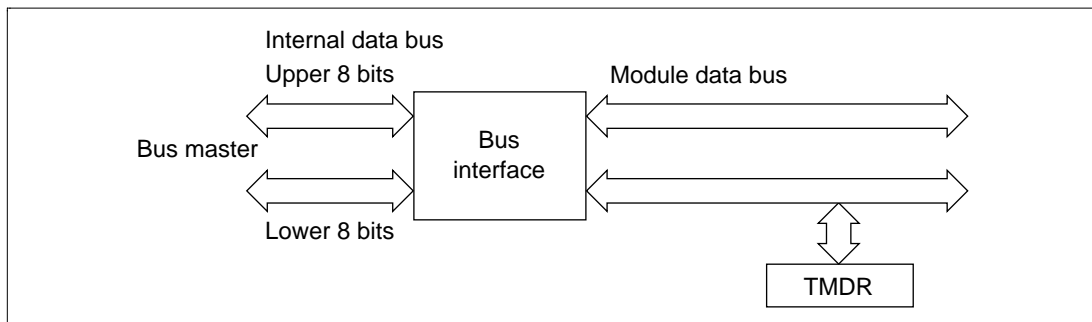 Internal data bus
Upper 8 bits
Module data bus
Bus master
Bus
interface
Lower 8 bits
TMDR